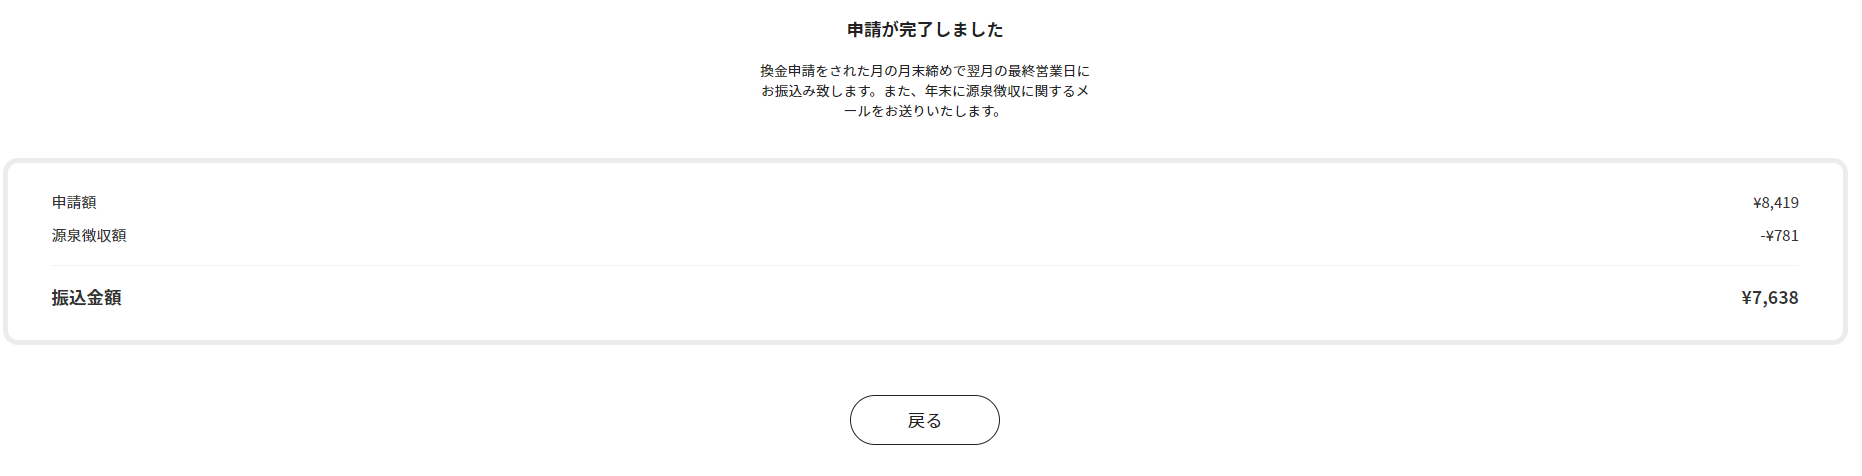 申請が完了しました
換金申請をされた月の月末締めで翌月の最終営業日に
お振込み致します。また、年末に源泉徴収に関するメ
ールをお送りいたします。
申請額 ¥8,419
源泉徴収額 -¥781
振込金額 ¥7,638
戻る